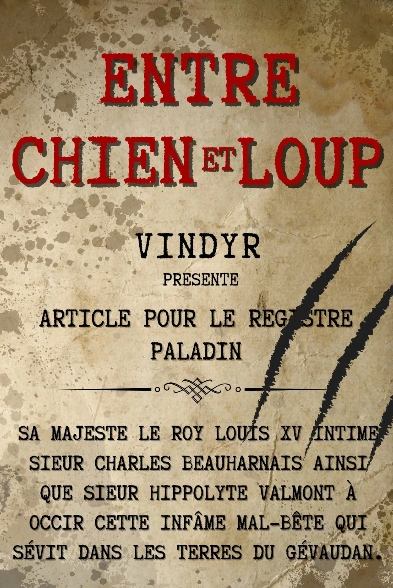 ENTRE
CHIEN ET LOUP
VINDYR
PRESENTE
ARTICLE POUR LE REGISTRE
PALADIN
SA MAJESTE LE ROY LOUIS XV INTIME
SIEUR CHARLES BEAUHARNAIS AINSI
QUE SIEUR HIPPOLYTE VALMONT À
OCCIR CETTE INFÂME MAL-BÊTE QUI
SÉVIT DANS LES TERRES DU GÉVAUDAN.